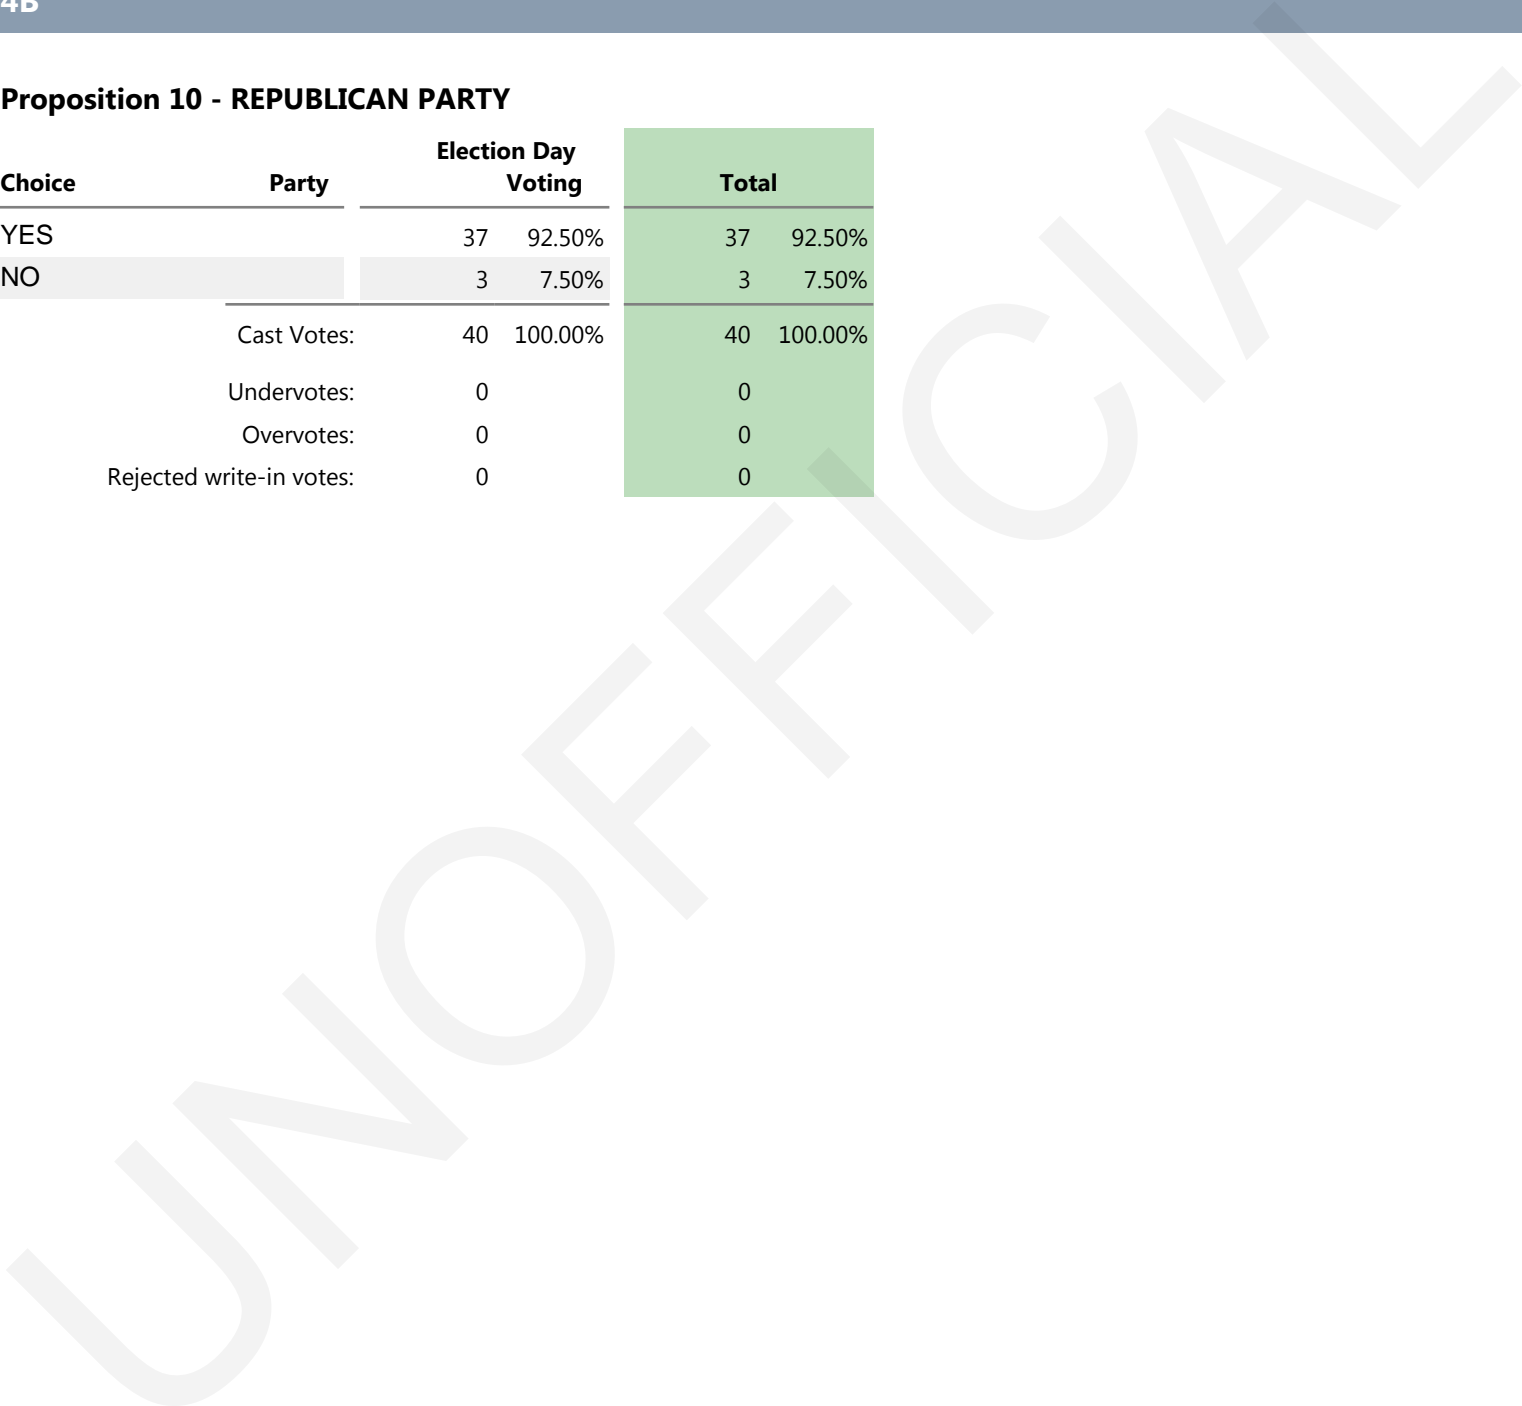 4B
Proposition 10 - REPUBLICAN PARTY
Election Day
Choice Party Voting Total
YES 37 92.50% 37 92.50%
NO 3 7.50% 3 7.50%
Cast Votes: 40 100.00% 40 100.00%
Undervotes: 0 0
Overvotes: 0 0
Rejected write-in votes: 0 0
UNOFFICIAL